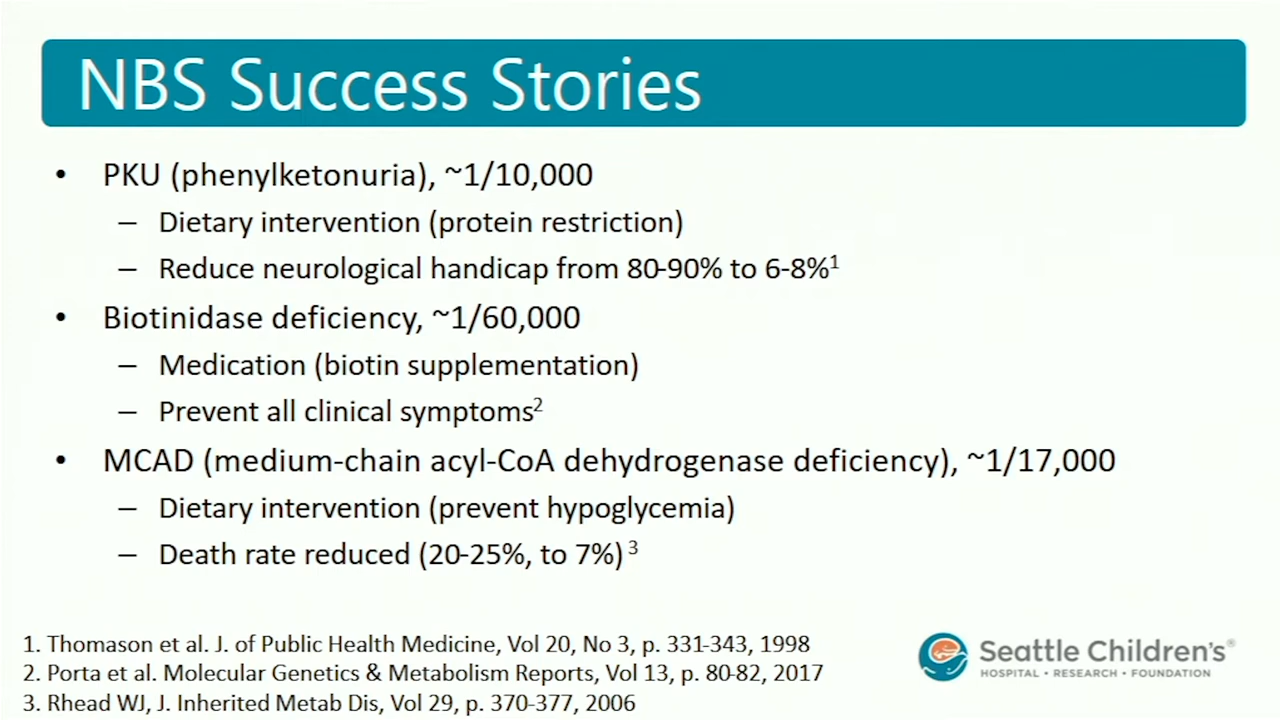 NBS Success Stories
• PKU (phenylketonuria), ~1/10,000
– Dietary intervention (protein restriction)
– Reduce neurological handicap from 80-90% to 6-8%¹
• Biotinidase deficiency, ~1/60,000
– Medication (biotin supplementation)
– Prevent all clinical symptoms²
• MCAD (medium-chain acyl-CoA dehydrogenase deficiency), ~1/17,000
– Dietary intervention (prevent hypoglycemia)
– Death rate reduced (20-25%, to 7%) ³
1. Thomason et al. J. of Public Health Medicine, Vol 20, No 3, p. 331-343, 1998
2. Porta et al. Molecular Genetics & Metabolism Reports, Vol 13, p. 80-82, 2017
3. Rhead WJ, J. Inherited Metab Dis, Vol 29, p. 370-377, 2006
Seattle Children's®
HOSPITAL • RESEARCH • FOUNDATION